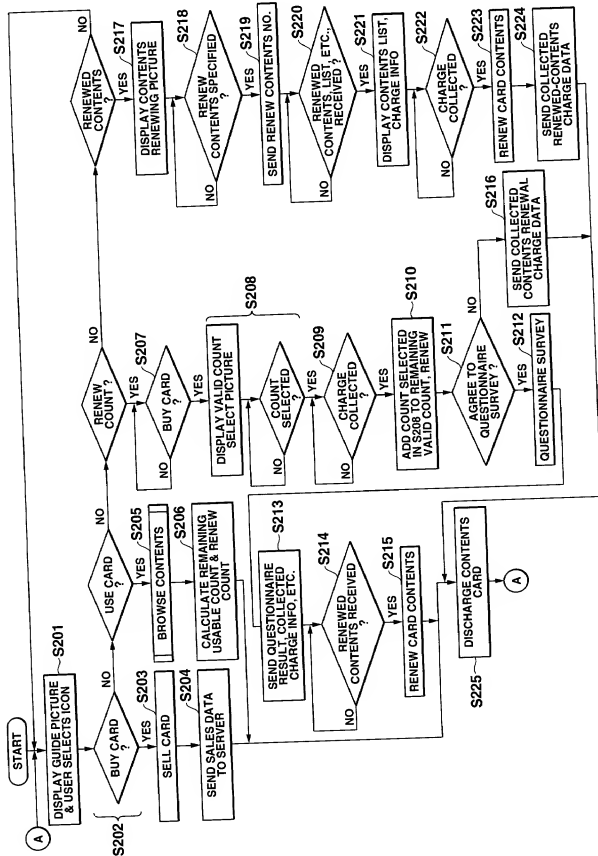 START
A
DISPLAY GUIDE PICTURE
& USER SELECTS ICON
S201
S202
BUY CARD
?
NO
YES
S203
SELL CARD
S204
SEND SALES DATA
TO SERVER
USE CARD
?
NO
YES
S205
BROWSE CONTENTS
S206
CALCULATE REMAINING
USABLE COUNT & RENEW
COUNT
RENEW
COUNT ?
NO
YES
S207
BUY CARD
?
NO
YES
S208
DISPLAY VALID COUNT
SELECT PICTURE
COUNT
SELECTED
?
NO
YES
S209
CHARGE
COLLECTED
?
NO
YES
S210
ADD COUNT SELECTED
IN S208 TO REMAINING
VALID COUNT, RENEW
S211
AGREE TO
QUESTIONNAIRE
SURVEY ?
NO
YES
S212
QUESTIONNAIRE SURVEY
S216
SEND COLLECTED
CONTENTS RENEWAL
CHARGE DATA
S213
SEND QUESTIONNAIRE
RESULT, COLLECTED
CHARGE INFO, ETC.
S214
RENEWED
CONTENTS RECEIVED
?
NO
YES
S215
RENEW CARD CONTENTS
RENEWED
CONTENTS
?
YES
S217
DISPLAY CONTENTS
RENEWING PICTURE
S218
RENEW
CONTENTS SPECIFIED
?
NO
YES
S219
SEND RENEW CONTENTS NO.
S220
RENEWED
CONTENTS, LIST, ETC.,
RECEIVED ?
NO
YES
S221
DISPLAY CONTENTS LIST,
CHARGE INFO
S222
CHARGE
COLLECTED
?
NO
YES
S223
RENEW CARD CONTENTS
S224
SEND COLLECTED
RENEWED-CONTENTS
CHARGE DATA
S225
DISCHARGE CONTENTS
CARD
A